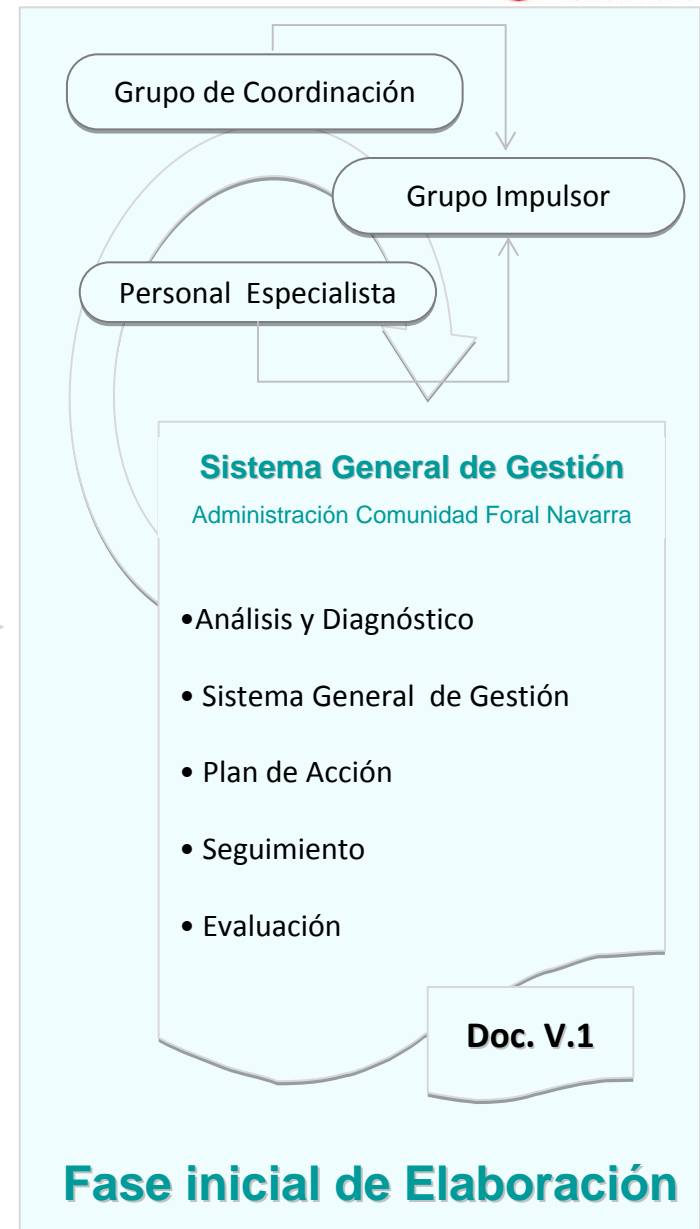 Grupo de Coordinación
Grupo Impulsor
Personal  Especialista
Sistema General de Gestión
Administración Comunidad Foral Navarra
•Análisis y Diagnóstico
• Sistema General  de Gestión
• Plan de Acción
• Seguimiento
• Evaluación
Doc. V.1
Fase inicial de Elaboración